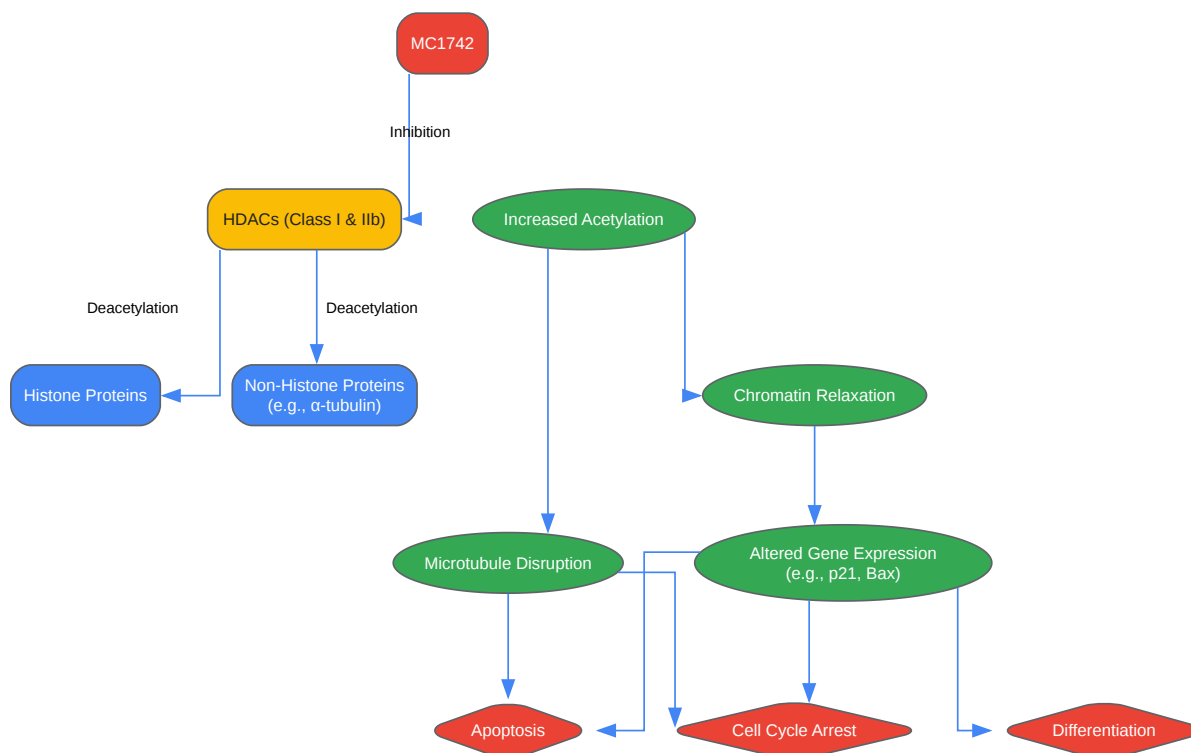 MC1742
Inhibition
HDACs (Class I & IIb)
Increased Acetylation
Deacetylation
Deacetylation
Histone Proteins
Non-Histone Proteins
(e.g., α-tubulin)
Chromatin Relaxation
Microtubule Disruption
Altered Gene Expression
(e.g., p21, Bax)
Apoptosis
Cell Cycle Arrest
Differentiation